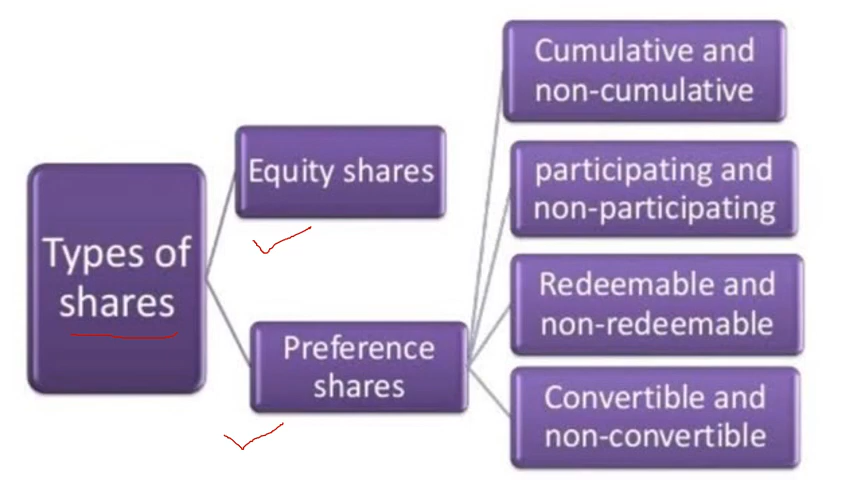 Types of
shares
Equity shares
Preference
shares
Cumulative and
non-cumulative
participating and
non-participating
Redeemable and
non-redeemable
Convertible and
non-convertible